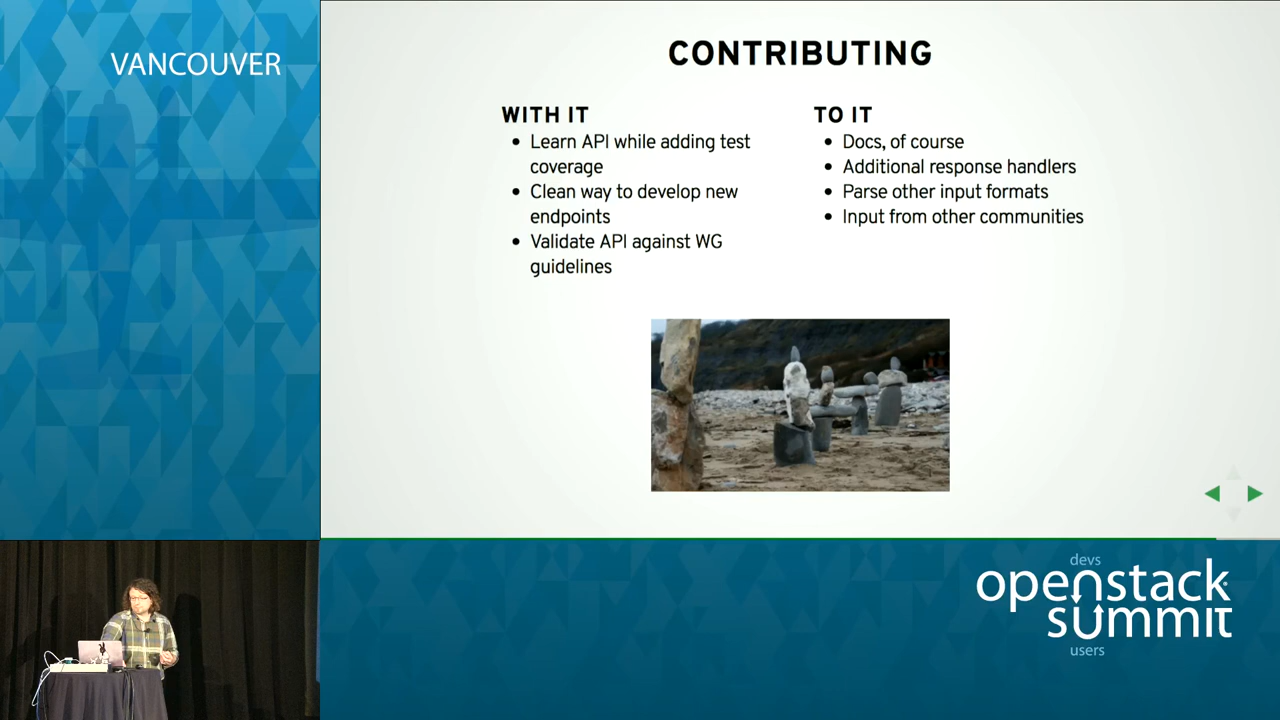 VANCOUVER
CONTRIBUTING
WITH IT
• Learn API while adding test
coverage
• Clean way to develop new
endpoints
• Validate API against WG
guidelines
TO IT
• Docs, of course
• Additional response handlers
• Parse other input formats
• Input from other communities
devs
openstack
summit
users